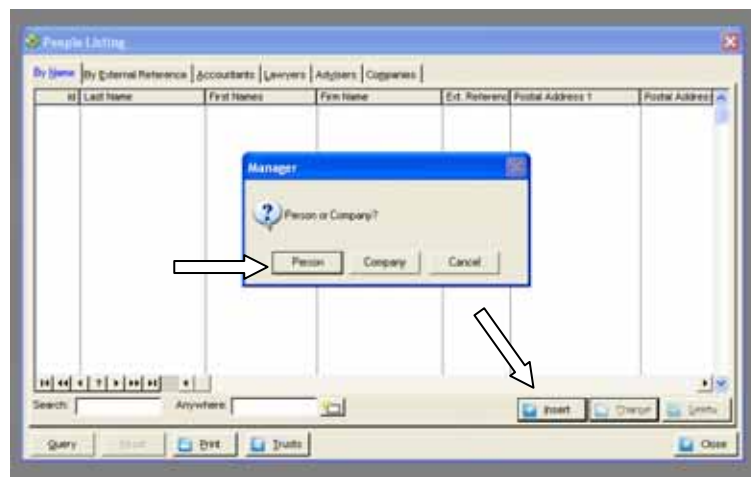 People Listing
By Name By External Reference Accountants Lawyers Advisers Companies
id Last Name First Names Firm Name Ext. Referenc Postal Address 1 Postal Address
Manager
Person or Company?
Person Company Cancel
Search: Anywhere:
Insert Change Delete
Query Print Trusts Close